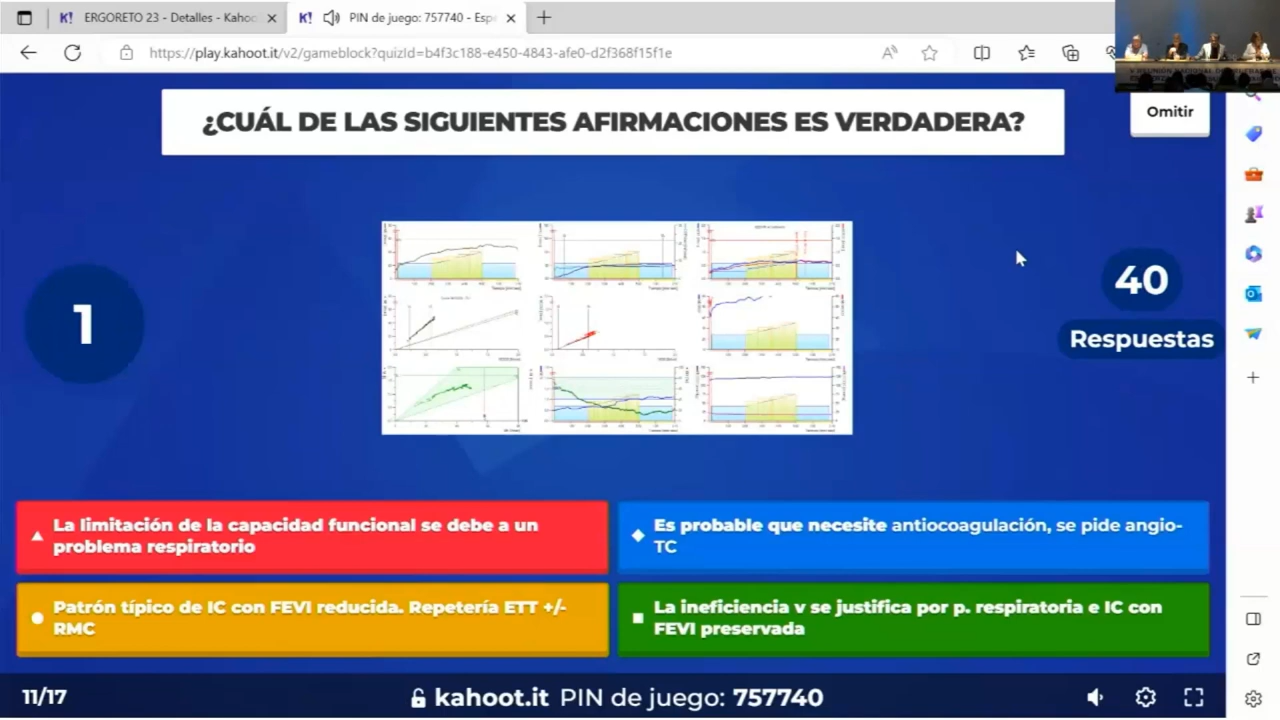 ERGORETO 23 - Detalles - Kahoo
PIN de juego: 757740 - Espe
https://play.kahoot.it/v2/gameblock?quizId=b4f3c188-e450-4843-afe0-d2f368f15f1e
¿CUÁL DE LAS SIGUIENTES AFIRMACIONES ES VERDADERA?
Omitir
1
40
Respuestas
La limitación de la capacidad funcional se debe a un
problema respiratorio
Es probable que necesite antiocoagulación, se pide angio-
TC
Patrón típico de IC con FEVI reducida. Repetería ETT +/-
RMC
La ineficiencia v se justifica por p. respiratoria e IC con
FEVI preservada
11/17
kahoot.it PIN de juego: 757740